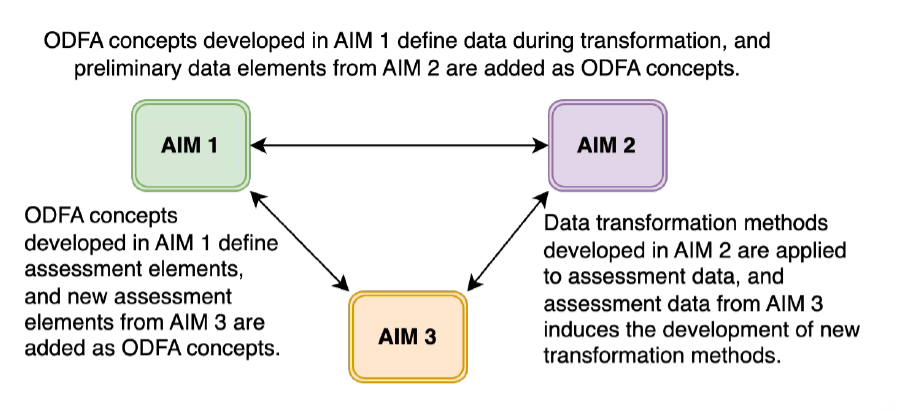 ODFA concepts developed in AIM 1 define data during transformation, and
preliminary data elements from AIM 2 are added as ODFA concepts.
AIM 1
AIM 2
ODFA concepts
developed in AIM 1 define
assessment elements,
and new assessment
elements from AIM 3 are
added as ODFA concepts.
Data transformation methods
developed in AIM 2 are applied
to assessment data, and
assessment data from AIM 3
induces the development of new
transformation methods.
AIM 3